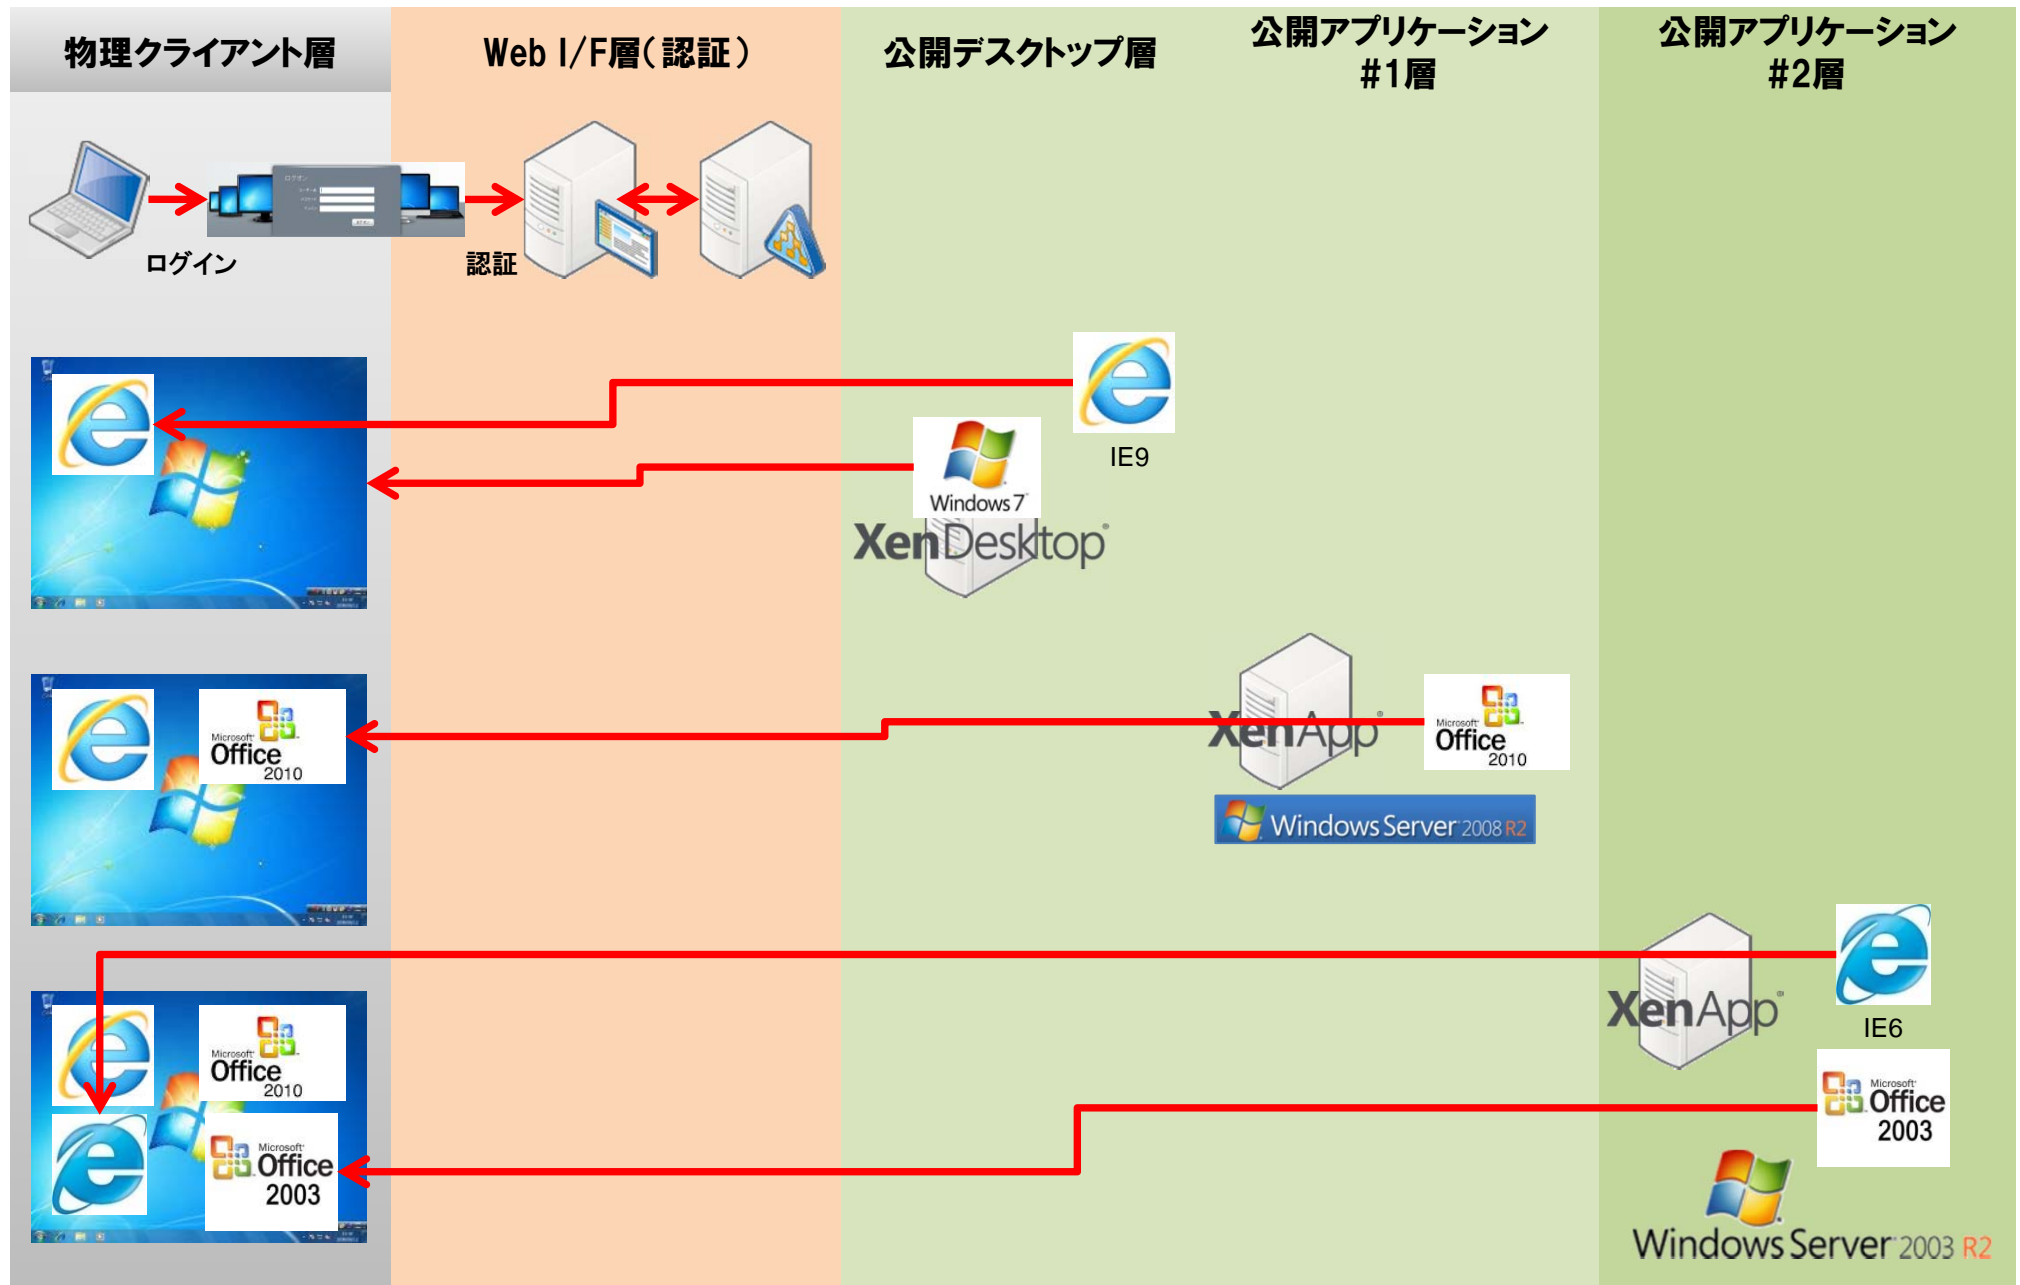 物理クライアント層
Web I/F層(認証)
公開デスクトップ層
公開アプリケーション
#1層
公開アプリケーション
#2層
ログオン
ログイン
認証
IE9
Windows 7
XenDesktop
Microsoft
Office
2010
XenApp
Microsoft
Office
2010
Windows Server 2008 R2
XenApp
IE6
Microsoft
Office
2010
Microsoft
Office
2003
Microsoft
Office
2003
Windows Server 2003 R2